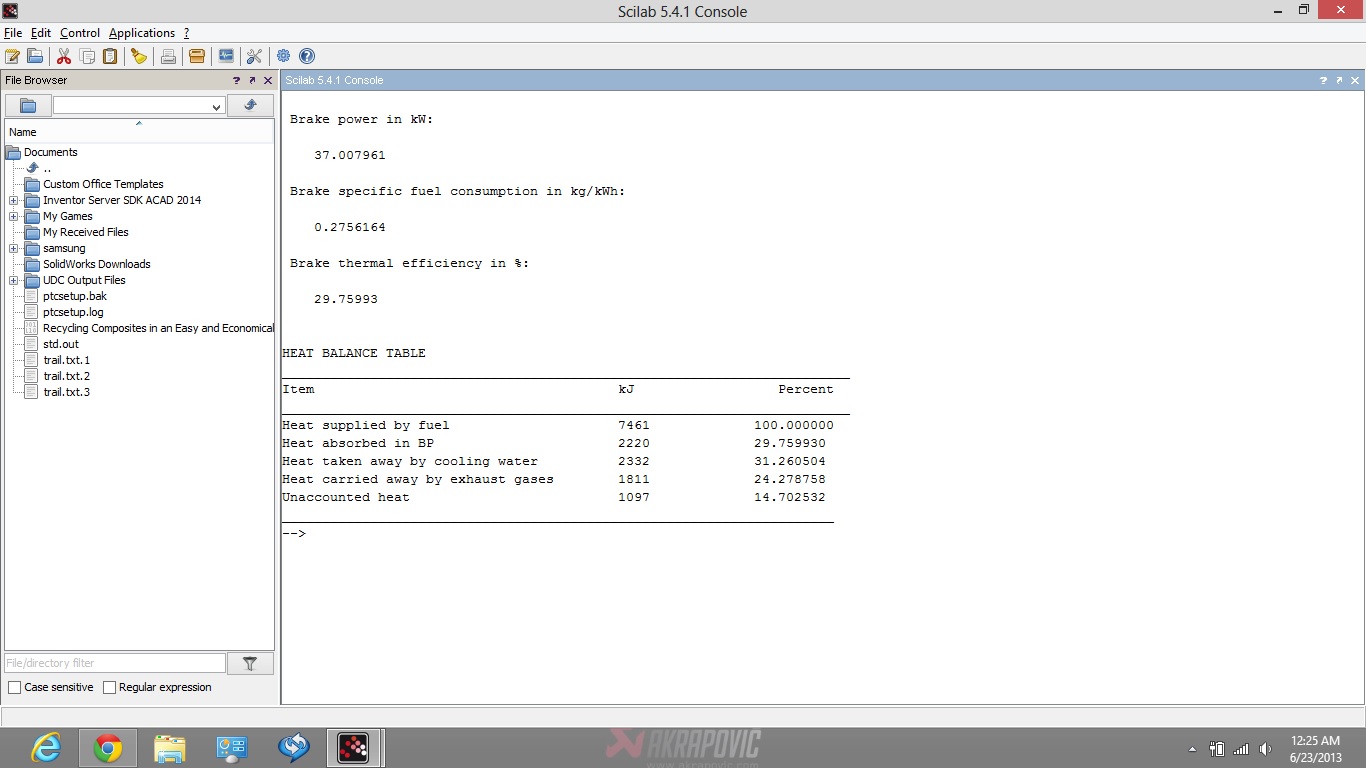 Scilab 5.4.1 Console
File Edit Control Applications ?
File Browser ? ↗ ×
Scilab 5.4.1 Console ? ↗ ×
Name
Documents
..
Custom Office Templates
Inventor Server SDK ACAD 2014
My Games
My Received Files
samsung
SolidWorks Downloads
UDC Output Files
ptcsetup.bak
ptcsetup.log
Recycling Composites in an Easy and Economical
std.out
trail.txt.1
trail.txt.2
trail.txt.3
File/directory filter
Case sensitive Regular expression
Brake power in kW:
37.007961
Brake specific fuel consumption in kg/kWh:
0.2756164
Brake thermal efficiency in %:
29.75993
HEAT BALANCE TABLE
Item kJ Percent
Heat supplied by fuel 7461 100.000000
Heat absorbed in BP 2220 29.759930
Heat taken away by cooling water 2332 31.260504
Heat carried away by exhaust gases 1811 24.278758
Unaccounted heat 1097 14.702532
-->
AKRAPOVIC
www.akrapovic.com
12:25 AM
6/23/2013